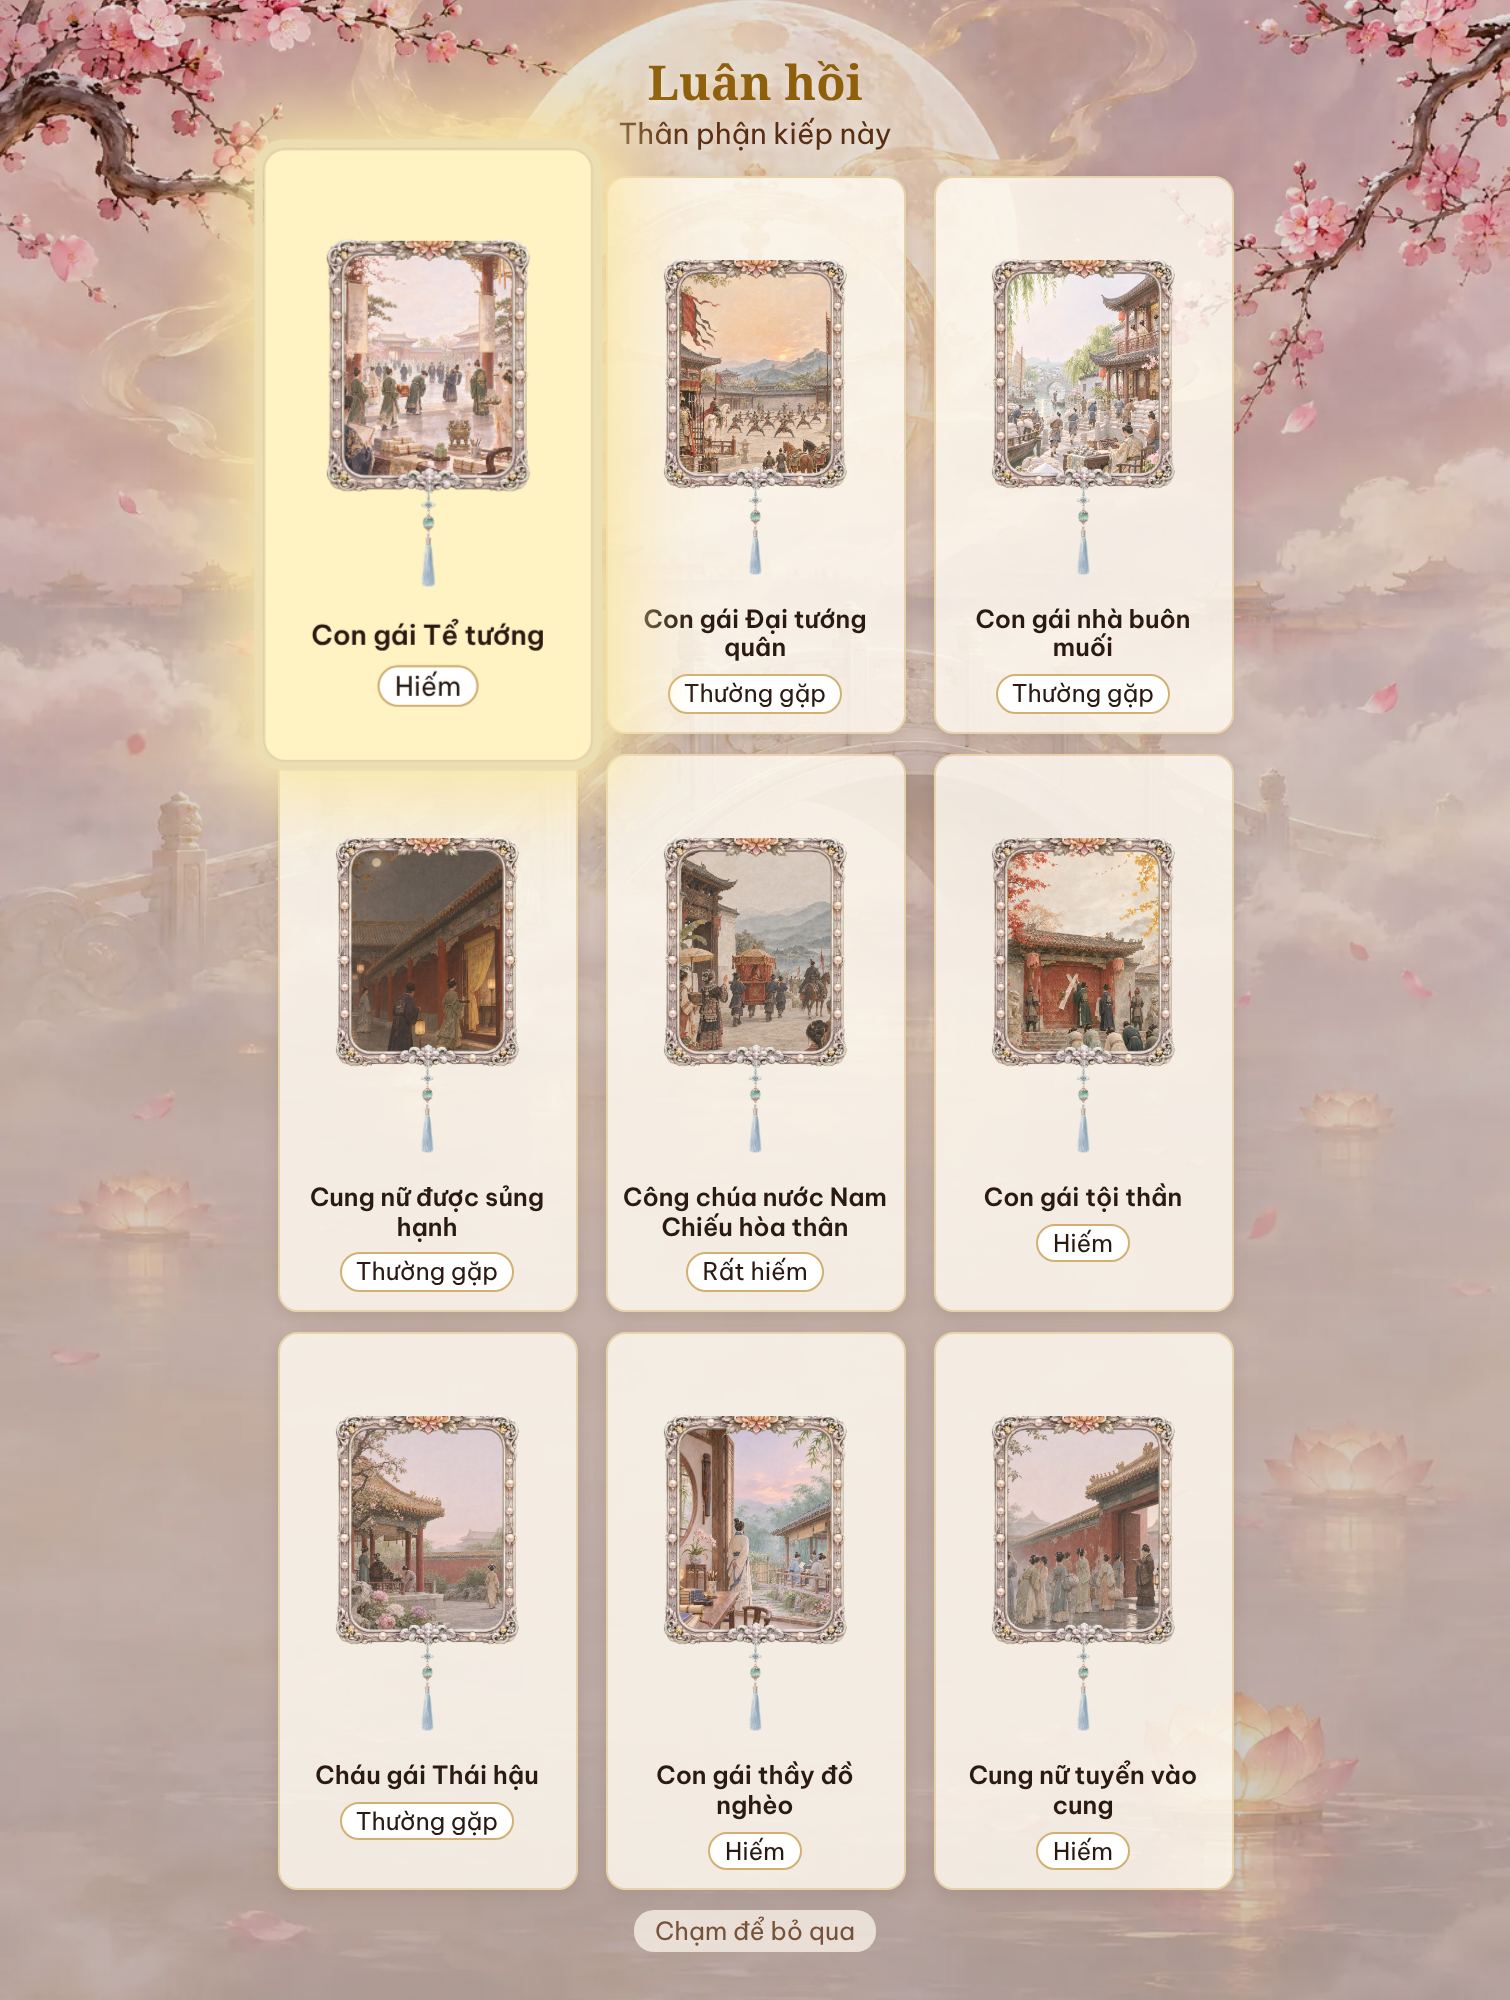 Luân hồi
Thân phận kiếp này
Con gái Tể tướng
Hiếm
Con gái Đại tướng
quân
Thường gặp
Con gái nhà buôn
muối
Thường gặp
Cung nữ được sủng
hạnh
Thường gặp
Công chúa nước Nam
Chiếu hòa thân
Rất hiếm
Con gái tội thần
Hiếm
Cháu gái Thái hậu
Thường gặp
Con gái thầy đồ
nghèo
Hiếm
Cung nữ tuyển vào
cung
Hiếm
Chạm để bỏ qua